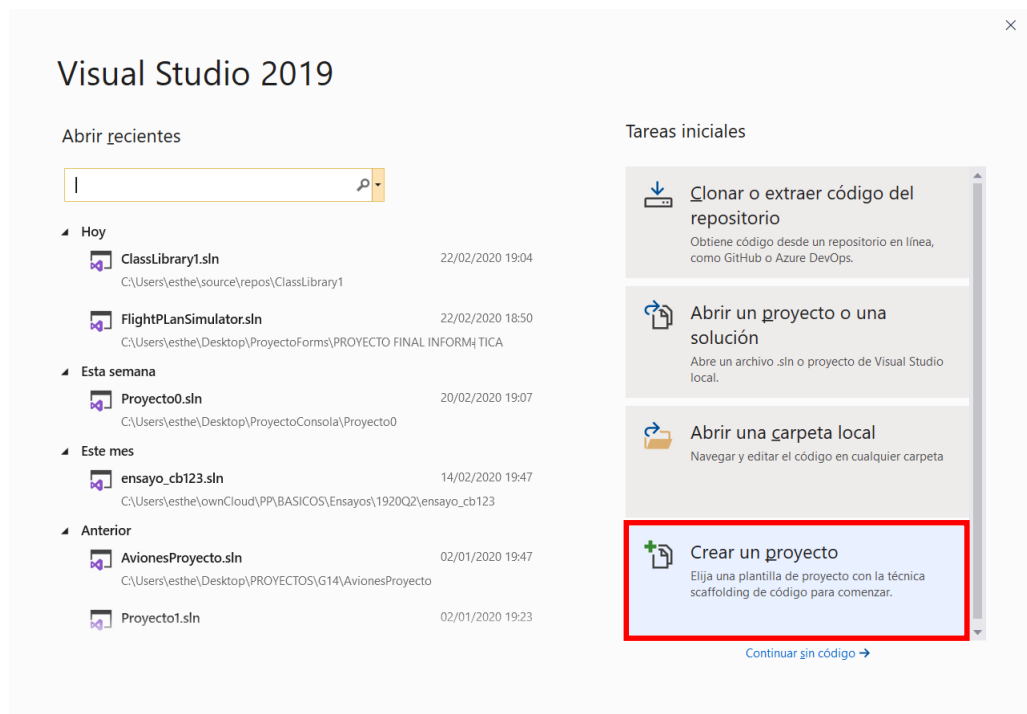 Visual Studio 2019
Abrir recientes
Hoy
ClassLibrary1.sln 22/02/2020 19:04
C:\Users\esthe\source\repos\ClassLibrary1
FlightPLanSimulator.sln 22/02/2020 18:50
C:\Users\esthe\Desktop\ProyectoForms\PROYECTO FINAL INFORM¡TICA
Esta semana
Proyecto0.sln 20/02/2020 19:07
C:\Users\esthe\Desktop\ProyectoConsola\Proyecto0
Este mes
ensayo_cb123.sln 14/02/2020 19:47
C:\Users\esthe\ownCloud\PP\BASICOS\Ensayos\1920Q2\ensayo_cb123
Anterior
AvionesProyecto.sln 02/01/2020 19:47
C:\Users\esthe\Desktop\PROYECTOS\G14\AvionesProyecto
Proyecto1.sln 02/01/2020 19:23
Tareas iniciales
Clonar o extraer código del
repositorio
Obtiene código desde un repositorio en línea,
como GitHub o Azure DevOps.
Abrir un proyecto o una
solución
Abre un archivo .sln o proyecto de Visual Studio
local.
Abrir una carpeta local
Navegar y editar el código en cualquier carpeta
Crear un proyecto
Elija una plantilla de proyecto con la técnica
scaffolding de código para comenzar.
Continuar sin código →